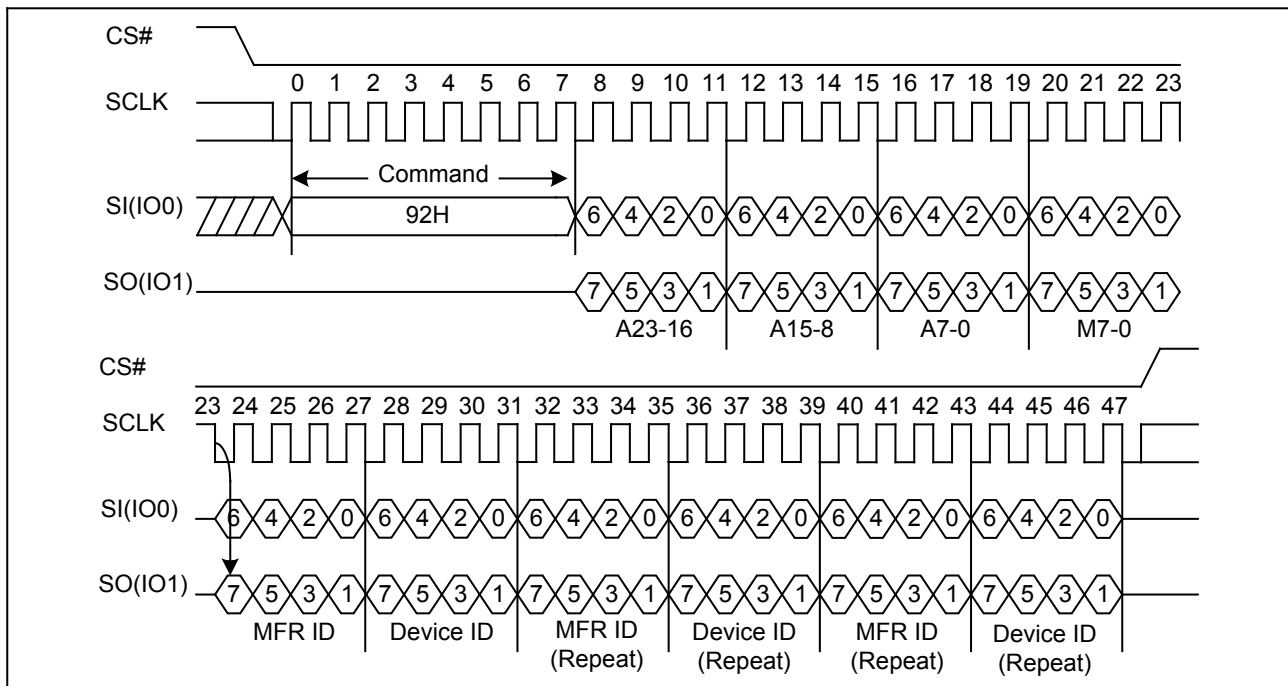 CS#
0 1 2 3 4 5 6 7 8 9 10 11 12 13 14 15 16 17 18 19 20 21 22 23
SCLK
Command
SI(IO0)
92H
6 4 2 0 6 4 2 0 6 4 2 0 6 4 2 0
SO(IO1)
7 5 3 1 7 5 3 1 7 5 3 1 7 5 3 1
A23-16 A15-8 A7-0 M7-0
CS#
23 24 25 26 27 28 29 30 31 32 33 34 35 36 37 38 39 40 41 42 43 44 45 46 47
SCLK
SI(IO0)
6 4 2 0 6 4 2 0 6 4 2 0 6 4 2 0 6 4 2 0 6 4 2 0
SO(IO1)
7 5 3 1 7 5 3 1 7 5 3 1 7 5 3 1 7 5 3 1 7 5 3 1
MFR ID Device ID MFR ID Device ID MFR ID Device ID
(Repeat) (Repeat) (Repeat) (Repeat)